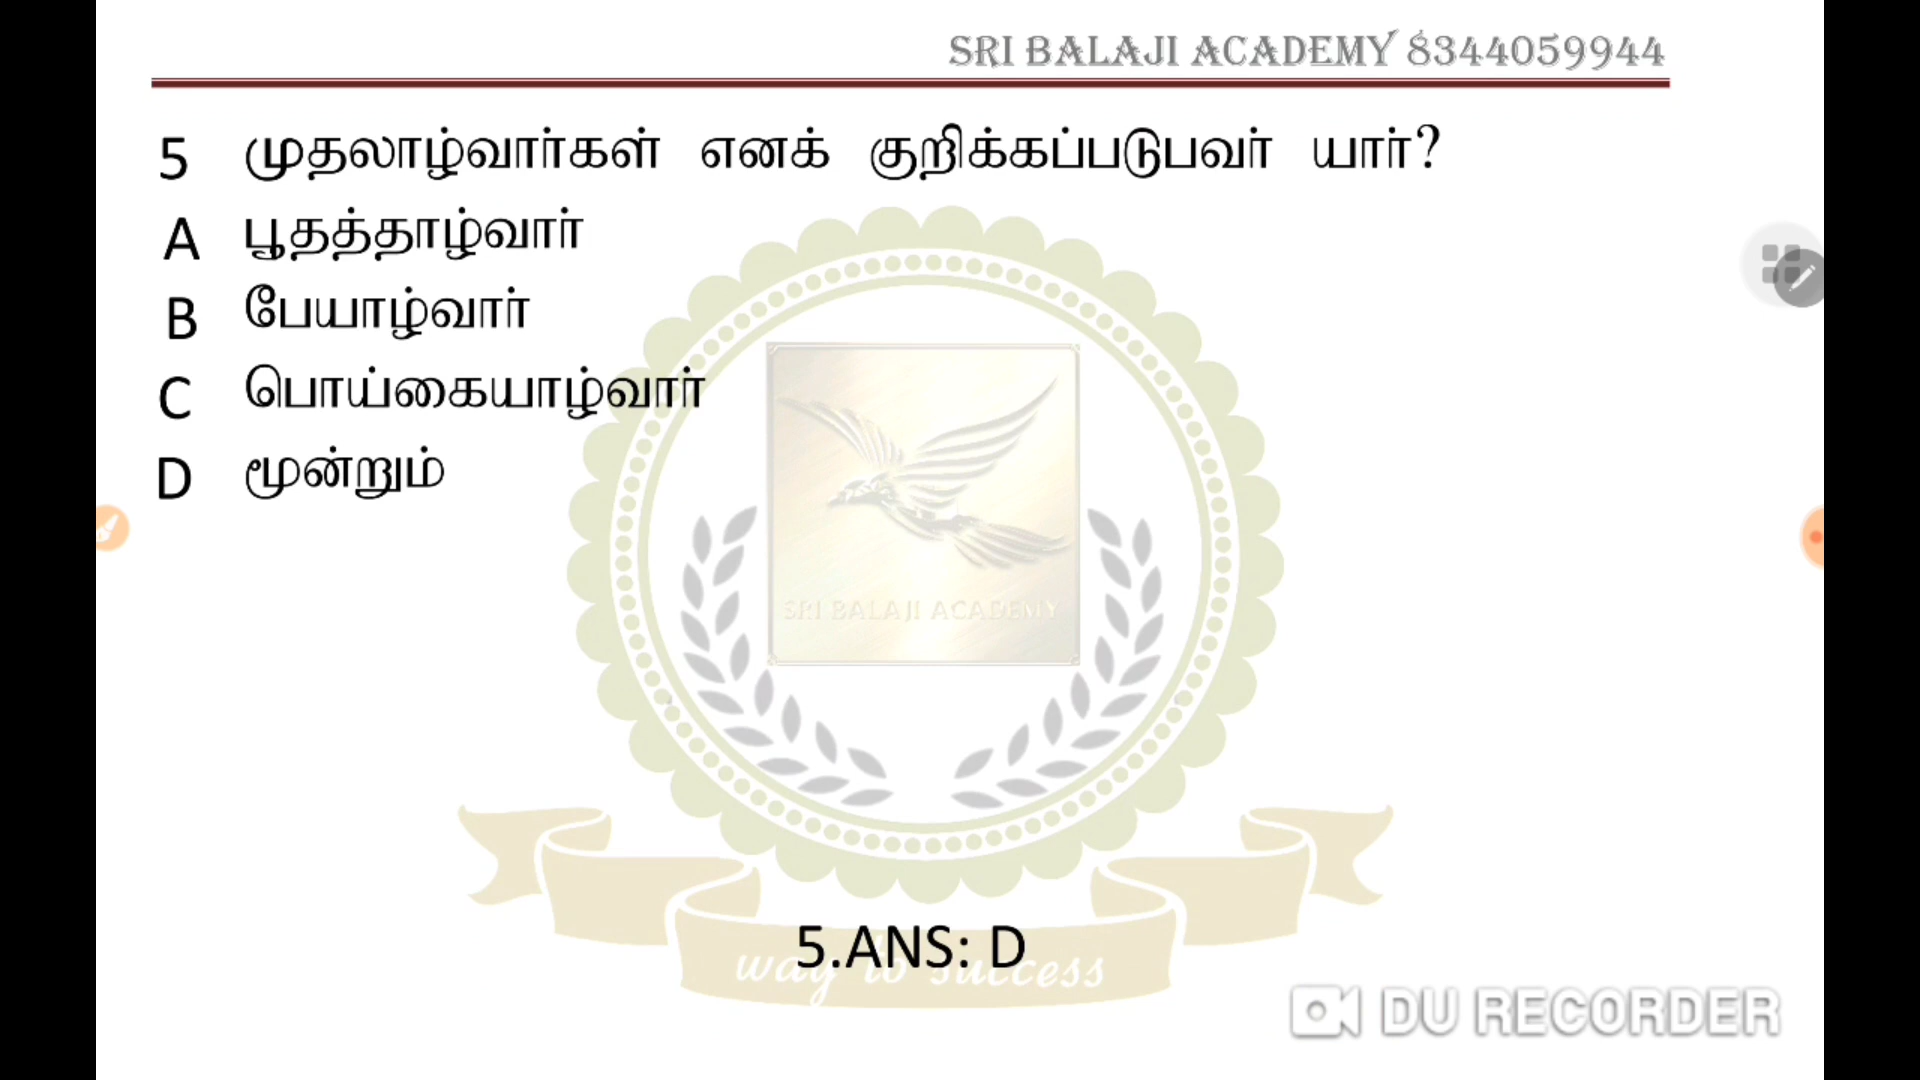 SRI BALAJI ACADEMY 8344059944
5 முதலாழ்வார்கள் எனக் குறிக்கப்படுபவர் யார்?
A பூதத்தாழ்வார்
B பேயாழ்வார்
C பொய்கையாழ்வார்
D மூன்றும்
SRI BALAJI ACADEMY
5.ANS: D
way to success
DU RECORDER